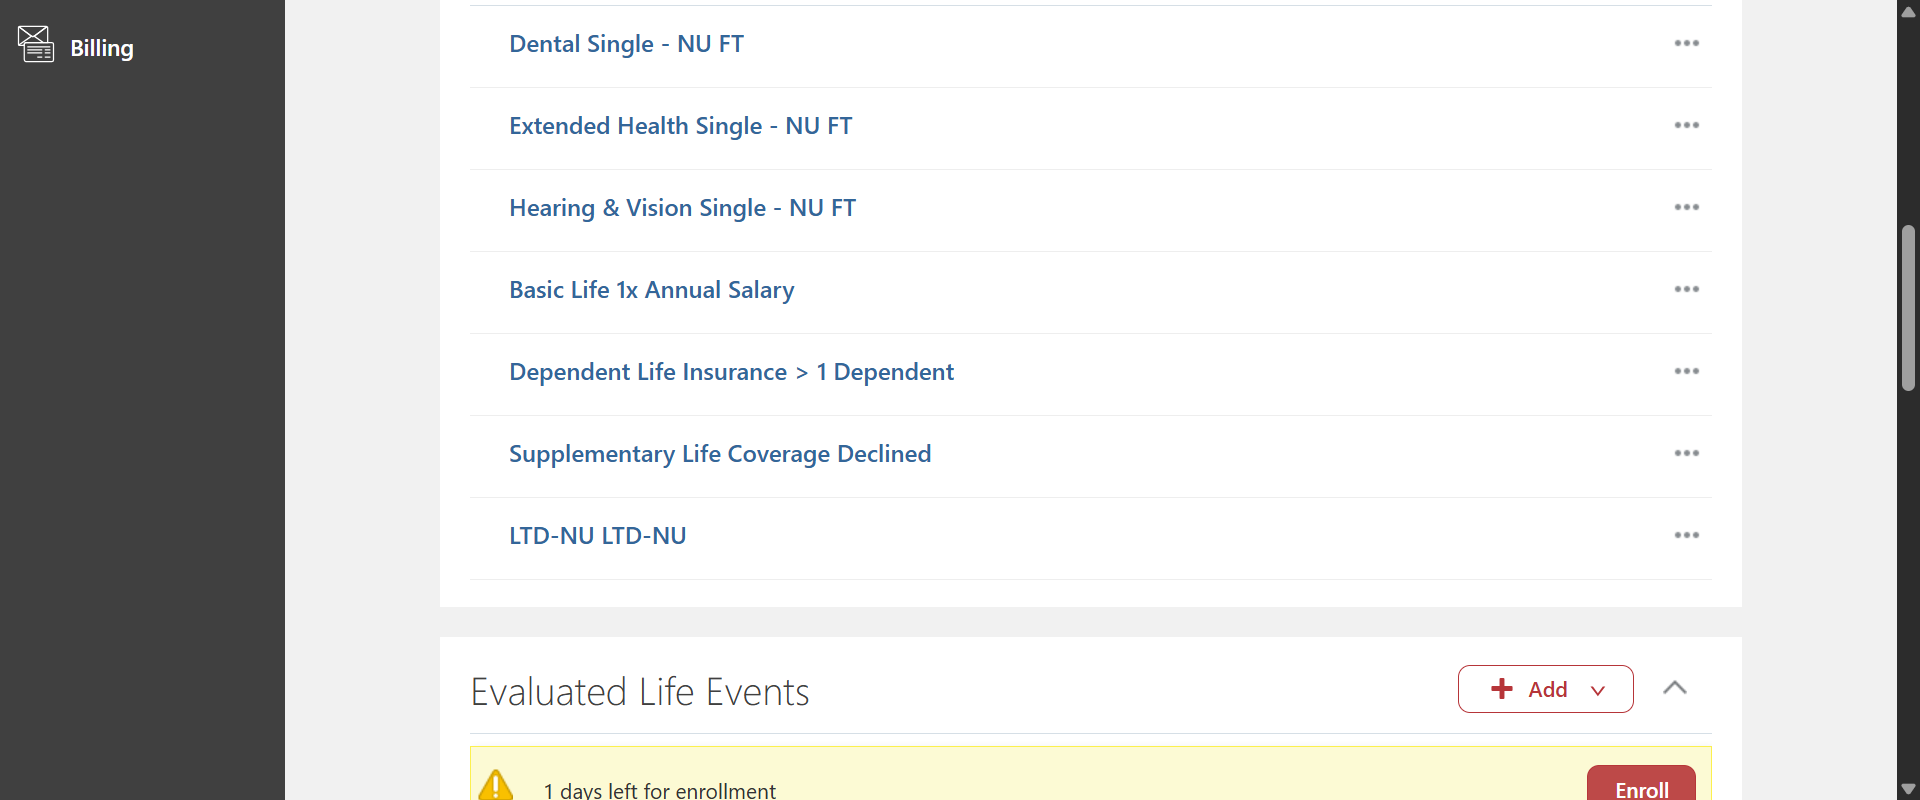 Billing
Dental Single - NU FT
Extended Health Single - NU FT
Hearing & Vision Single - NU FT
Basic Life 1x Annual Salary
Dependent Life Insurance > 1 Dependent
Supplementary Life Coverage Declined
LTD-NU LTD-NU
Evaluated Life Events
Add
1 days left for enrollment
Enroll